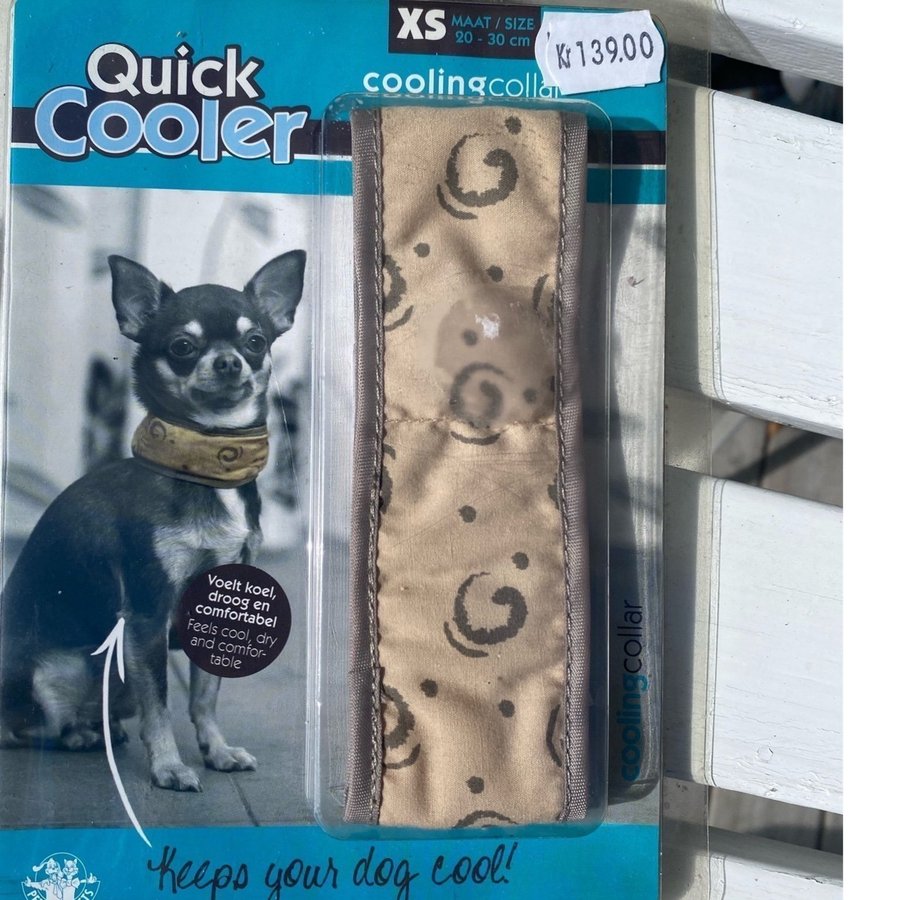 XS MAAT / SIZE
20 - 30 cm
Kr 139.00
Quick
Cooler
coolingcollar
Voelt koel,
droog en
comfortabel
Feels cool, dry
and comfor-
table
coolingcollar
Keeps your dog cool!